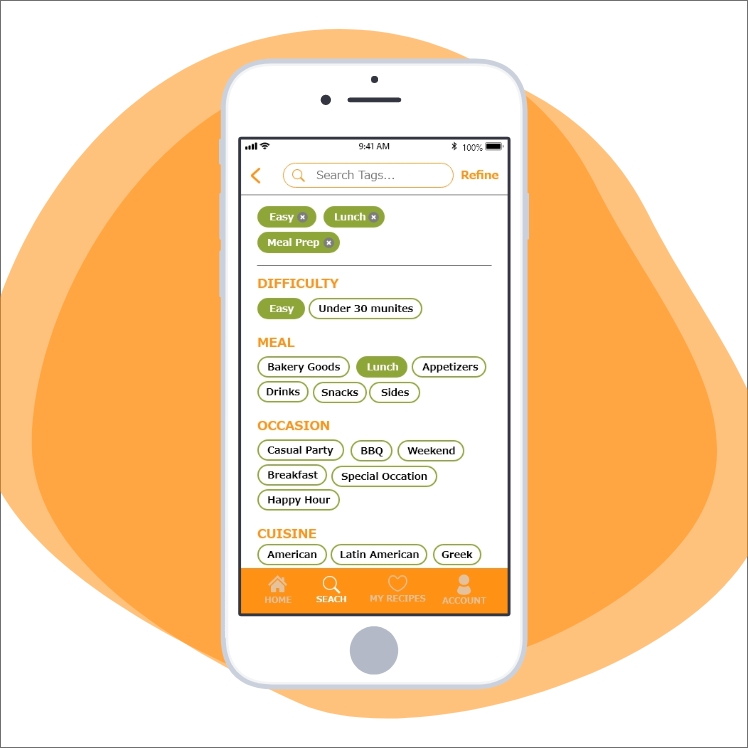 9:41 AM 100%
Search Tags... Refine
Easy Lunch
Meal Prep
DIFFICULTY
Easy Under 30 munites
MEAL
Bakery Goods Lunch Appetizers
Drinks Snacks Sides
OCCASION
Casual Party BBQ Weekend
Breakfast Special Occation
Happy Hour
CUISINE
American Latin American Greek
HOME SEACH MY RECIPES ACCOUNT